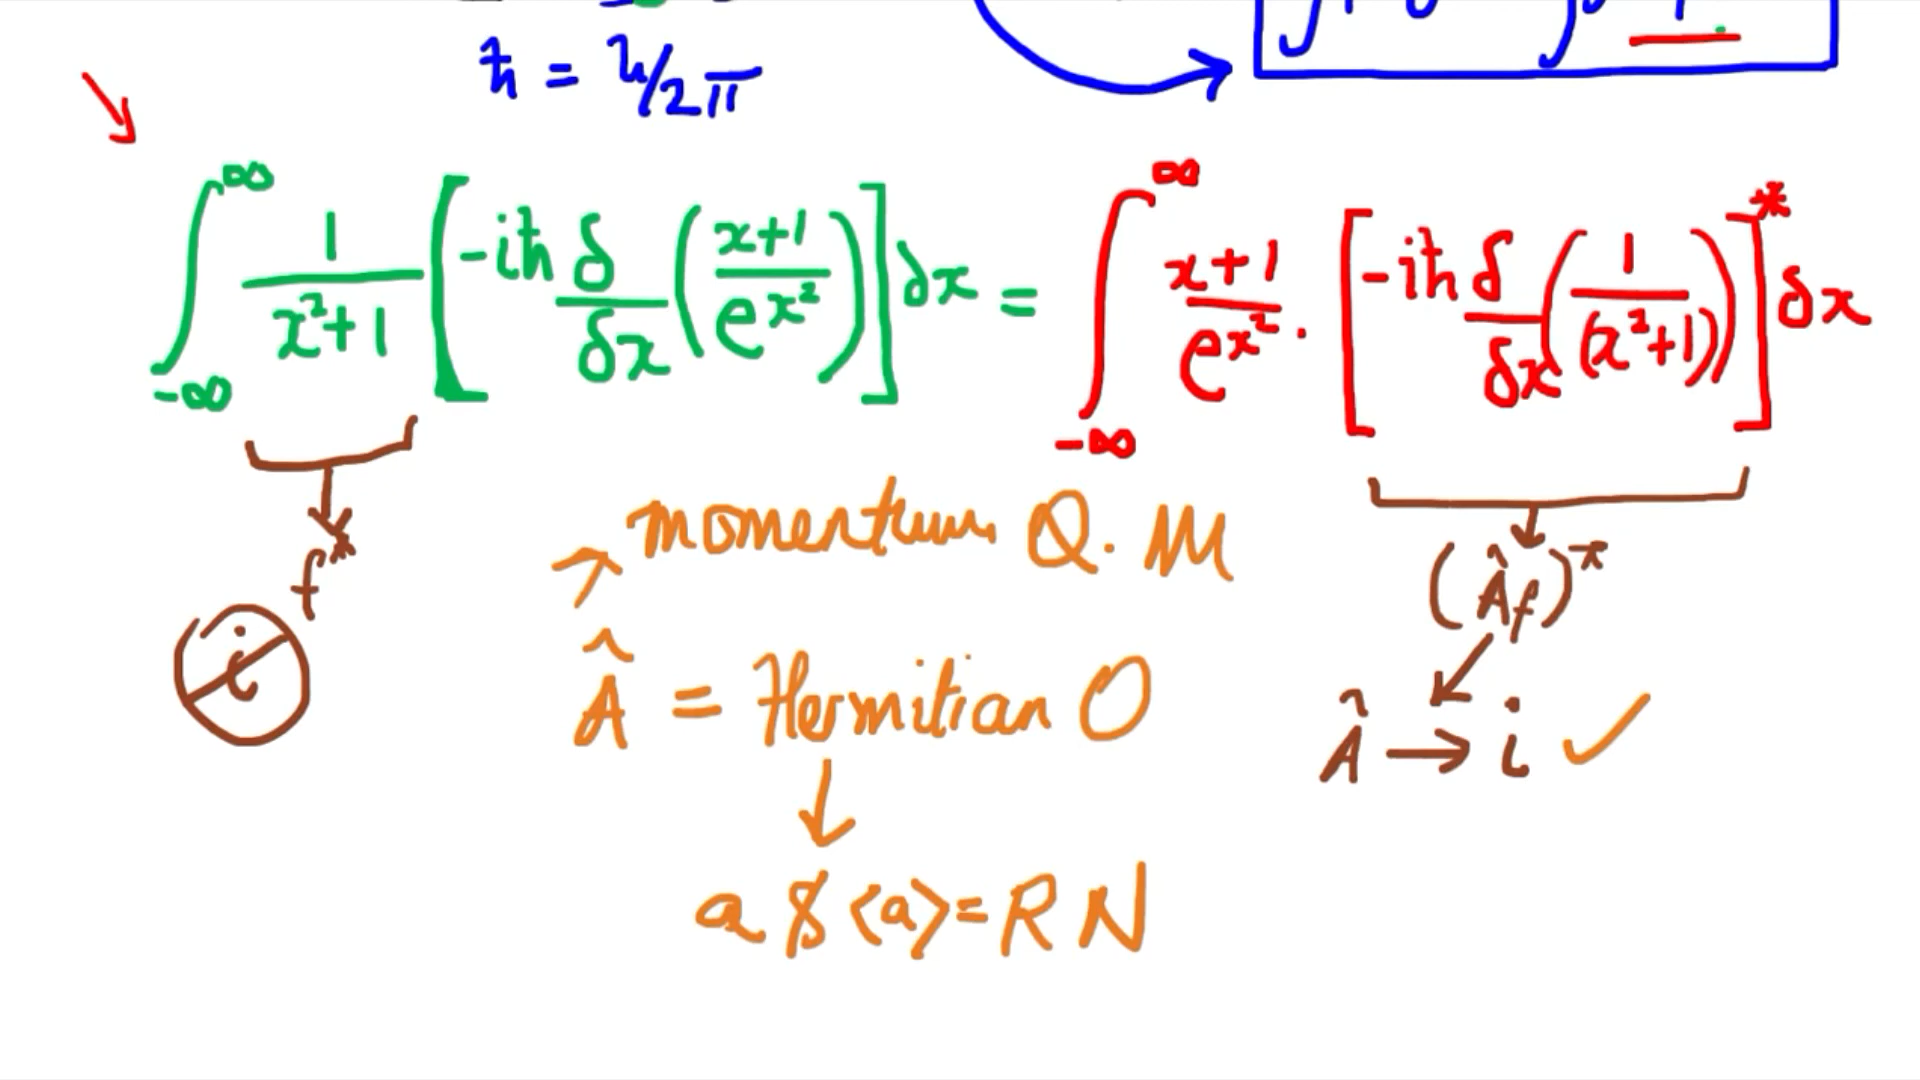 ħ = h/2π
∫_{-∞}^{∞} 1/(x²+1) [-iħ δ/δx ((x+1)/e^{x²})] δx = ∫_{-∞}^{∞} (x+1)/e^{x²} · [-iħ δ/δx (1/(x²+1))]* δx
f*
i
momentum Q.M
(Âf)*
Â = Hermitian O
Â → i ✓
a & <a> = R N